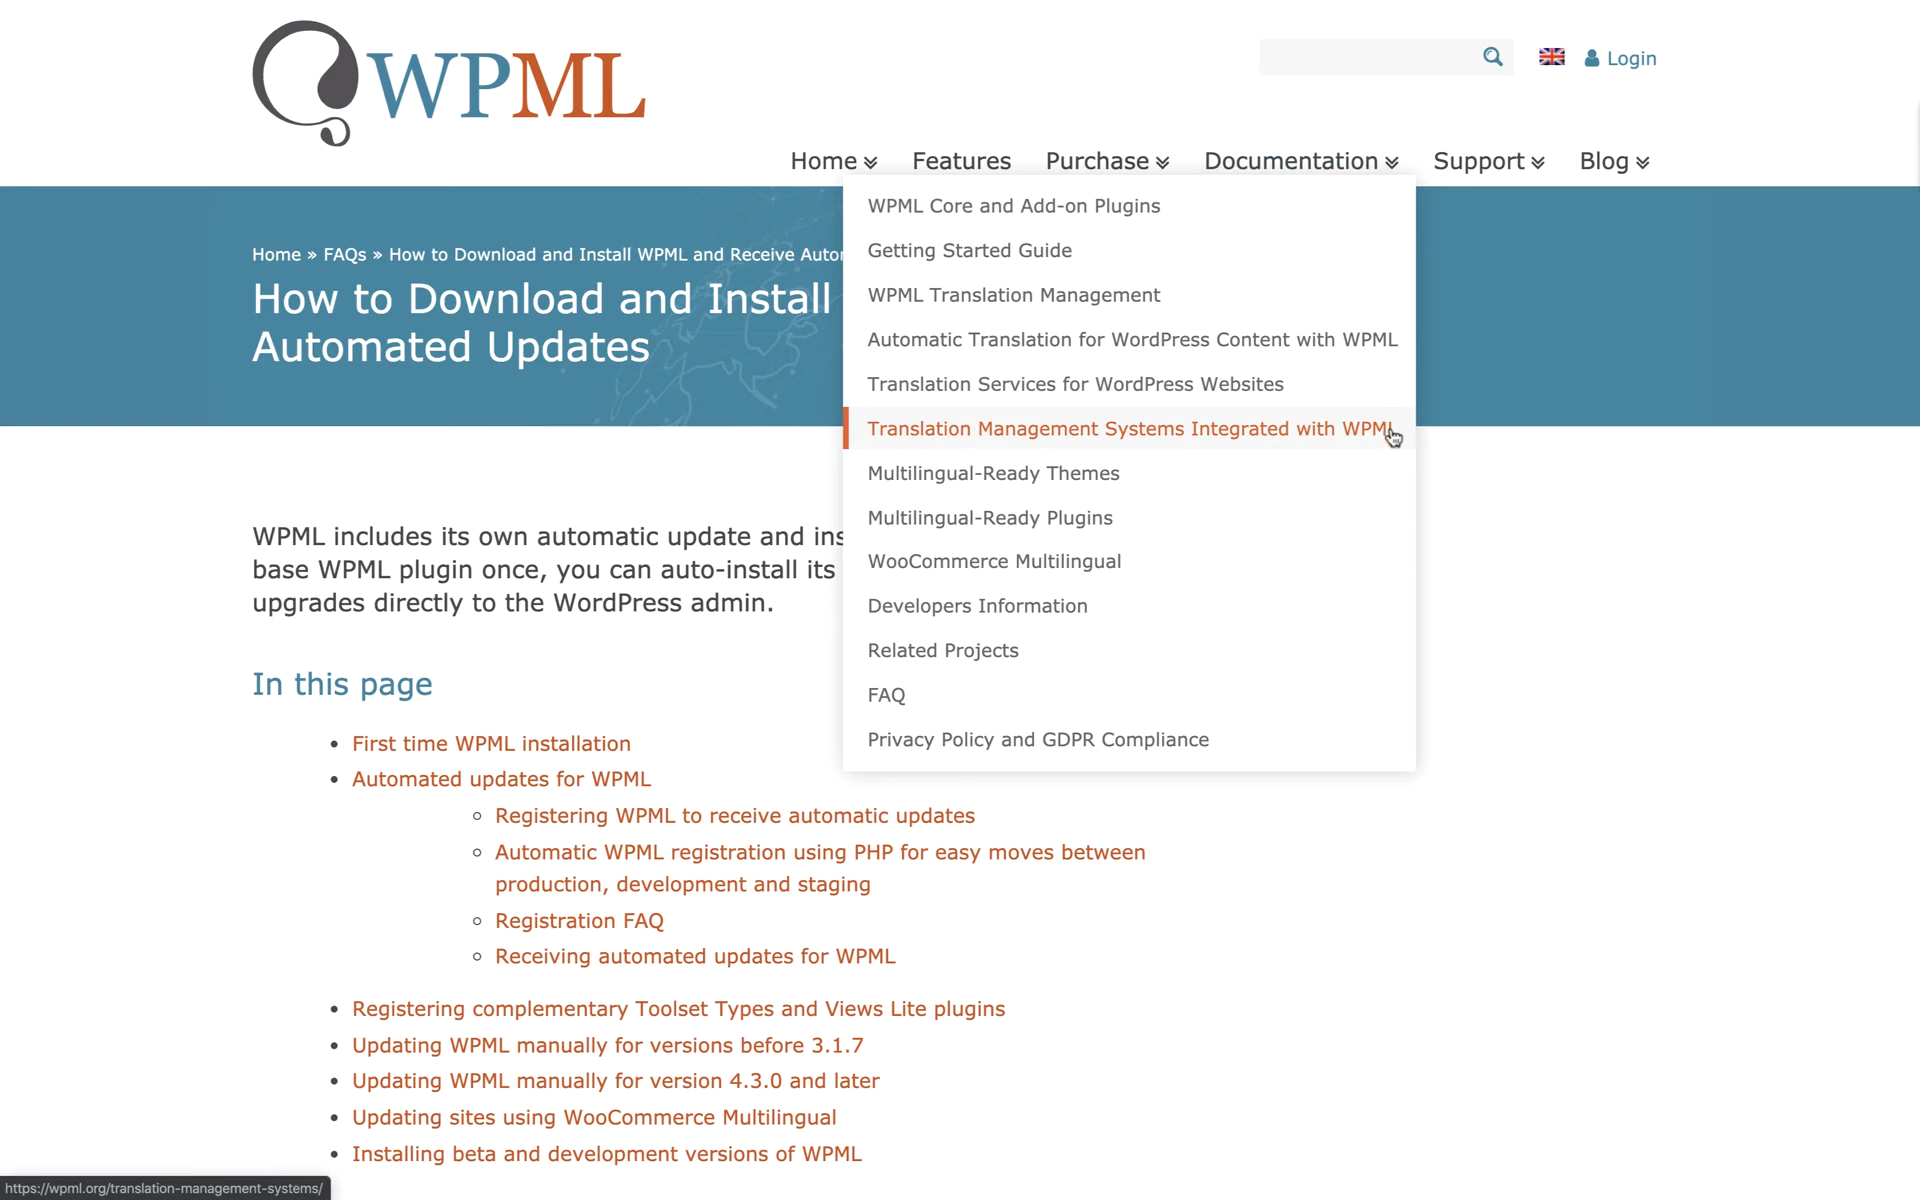 WPML
Login
Home
Features
Purchase
Documentation
Support
Blog
WPML Core and Add-on Plugins
Getting Started Guide
WPML Translation Management
Automatic Translation for WordPress Content with WPML
Translation Services for WordPress Websites
Translation Management Systems Integrated with WPML
Multilingual-Ready Themes
Multilingual-Ready Plugins
WooCommerce Multilingual
Developers Information
Related Projects
FAQ
Privacy Policy and GDPR Compliance
Home » FAQs » How to Download and Install WPML and Receive Autor
How to Download and Install
Automated Updates
WPML includes its own automatic update and ins
base WPML plugin once, you can auto-install its
upgrades directly to the WordPress admin.
In this page
• First time WPML installation
• Automated updates for WPML
◦ Registering WPML to receive automatic updates
◦ Automatic WPML registration using PHP for easy moves between
production, development and staging
◦ Registration FAQ
◦ Receiving automated updates for WPML
• Registering complementary Toolset Types and Views Lite plugins
• Updating WPML manually for versions before 3.1.7
• Updating WPML manually for version 4.3.0 and later
• Updating sites using WooCommerce Multilingual
• Installing beta and development versions of WPML
https://wpml.org/translation-management-systems/